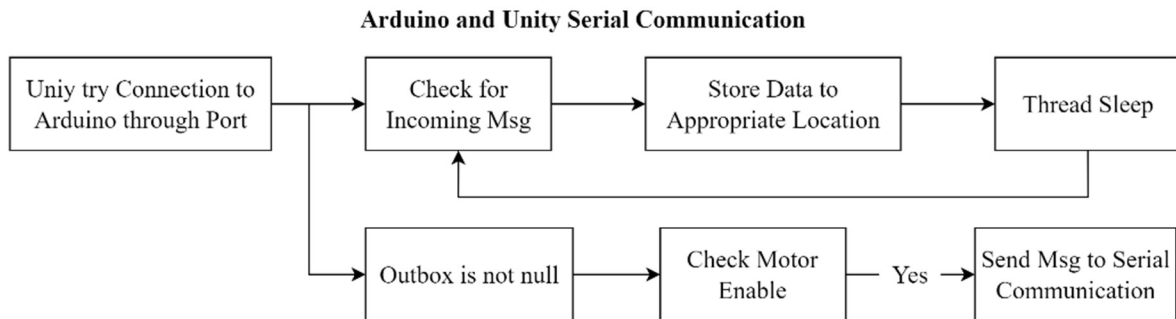 Arduino and Unity Serial Communication
Uniy try Connection to
Arduino through Port
Check for
Incoming Msg
Store Data to
Appropriate Location
Thread Sleep
Outbox is not null
Check Motor
Enable
Yes
Send Msg to Serial
Communication